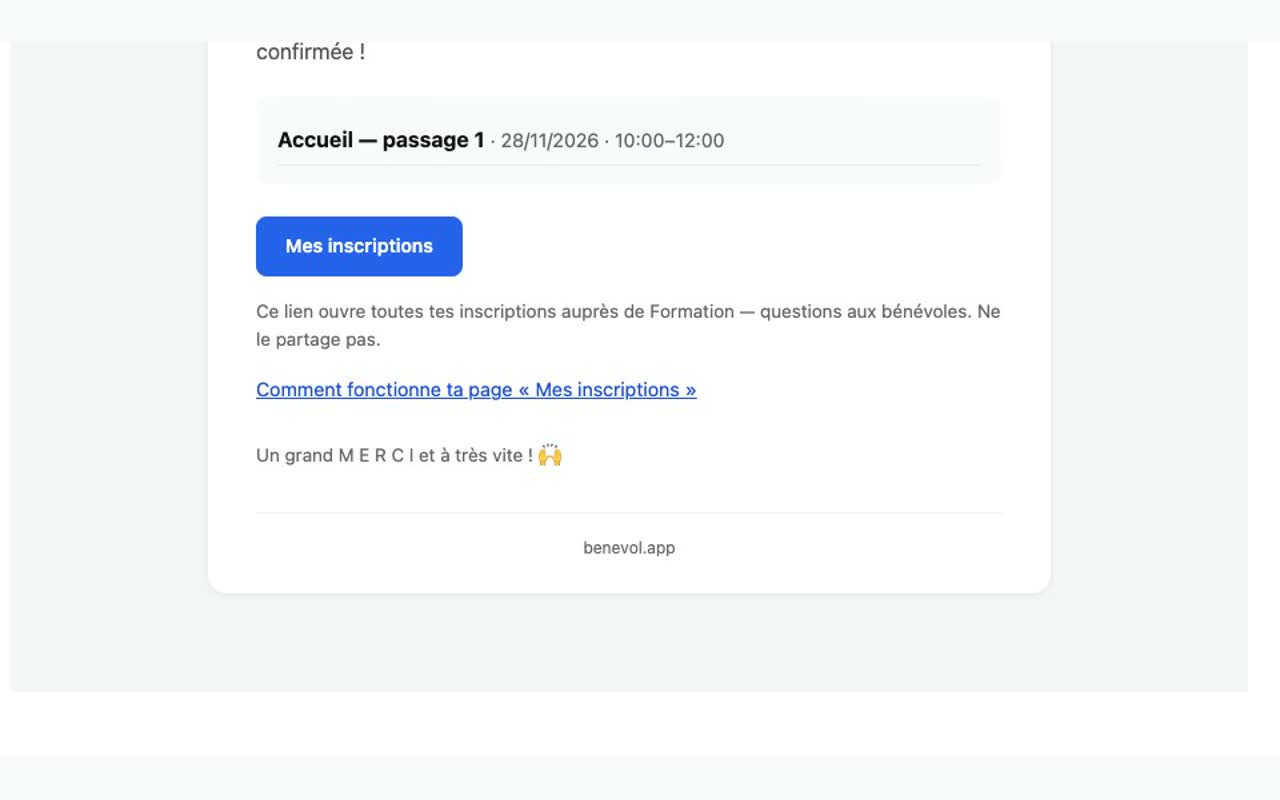 confirmée !
Accueil — passage 1 · 28/11/2026 · 10:00–12:00
Mes inscriptions
Ce lien ouvre toutes tes inscriptions auprès de Formation — questions aux bénévoles. Ne
le partage pas.
Comment fonctionne ta page « Mes inscriptions »
Un grand M E R C I et à très vite ! 🙌
benevol.app